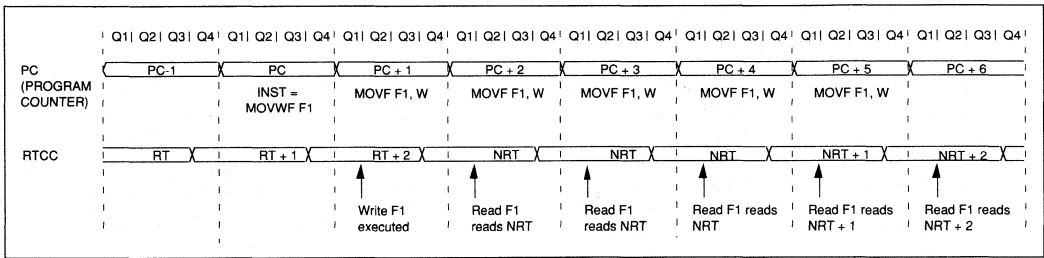 Q1| Q2| Q3| Q4 Q1| Q2| Q3| Q4 Q1| Q2| Q3| Q4 Q1| Q2| Q3| Q4 Q1| Q2| Q3| Q4 Q1| Q2| Q3| Q4 Q1| Q2| Q3| Q4 Q1| Q2| Q3| Q4
PC
(PROGRAM
COUNTER)
PC-1 PC PC + 1 PC + 2 PC + 3 PC + 4 PC + 5 PC + 6
INST =
MOVWF F1
MOVF F1, W MOVF F1, W MOVF F1, W MOVF F1, W MOVF F1, W
RTCC
RT RT + 1 RT + 2 NRT NRT NRT NRT + 1 NRT + 2
Write F1
executed
Read F1
reads NRT
Read F1
reads NRT
Read F1 reads
NRT
Read F1 reads
NRT + 1
Read F1 reads
NRT + 2